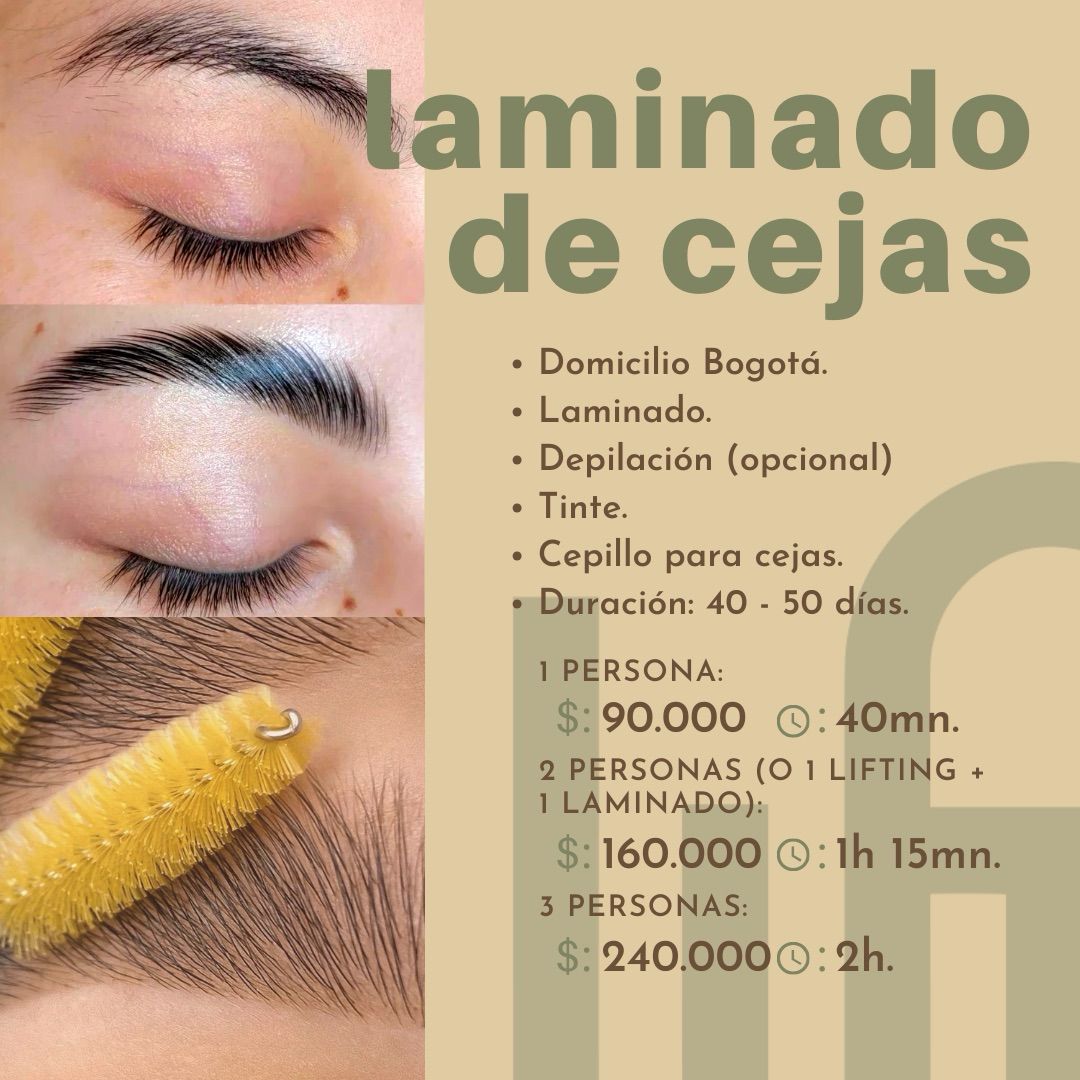 laminado
de cejas
• Domicilio Bogotá.
• Laminado.
• Depilación (opcional)
• Tinte.
• Cepillo para cejas.
• Duración: 40 - 50 días.
1 PERSONA:
$: 90.000 : 40mn.
2 PERSONAS (O 1 LIFTING +
1 LAMINADO):
$: 160.000 : 1h 15mn.
3 PERSONAS:
$: 240.000 : 2h.